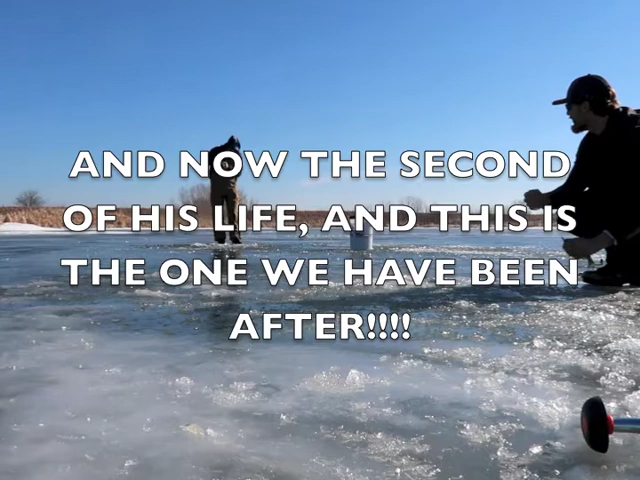 AND NOW THE SECOND
OF HIS LIFE, AND THIS IS
THE ONE WE HAVE BEEN
AFTER!!!!